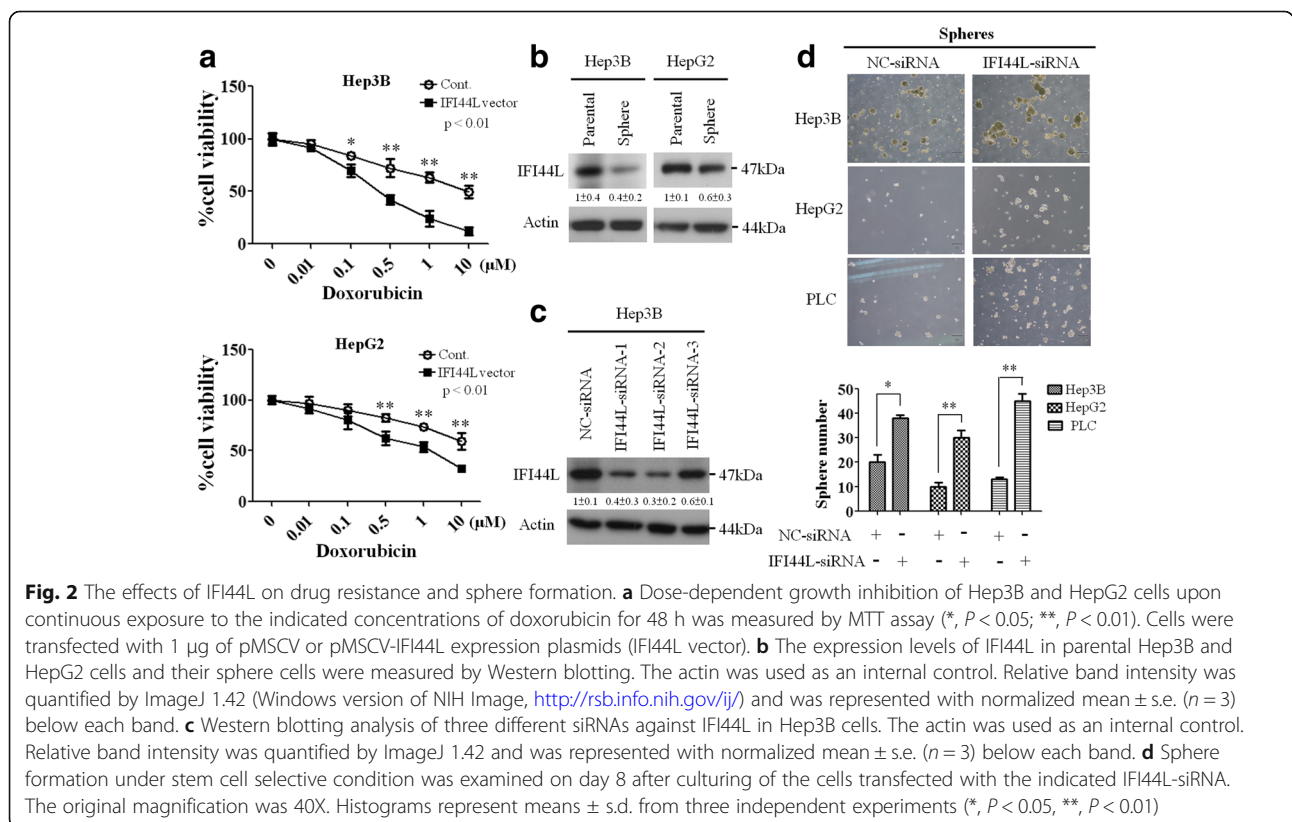 a
Hep3B
%cell viability
150
100
50
0
Cont.
IFI44L vector
p < 0.01
*
**
**
**
0
0.01
0.1
0.5
1
10
(μM)
Doxorubicin
HepG2
%cell viability
150
100
50
0
Cont.
IFI44L vector
p < 0.01
**
**
**
0
0.01
0.1
0.5
1
10
(μM)
Doxorubicin
b
Hep3B HepG2
Parental
Sphere
Parental
Sphere
IFI44L
47kDa
1±0.4 0.4±0.2 1±0.1 0.6±0.3
Actin
44kDa
c
Hep3B
NC-siRNA
IFI44L-siRNA-1
IFI44L-siRNA-2
IFI44L-siRNA-3
IFI44L
47kDa
1±0.1 0.4±0.3 0.3±0.2 0.6±0.1
Actin
44kDa
d
Spheres
NC-siRNA IFI44L-siRNA
Hep3B
HepG2
PLC
Sphere number
50
40
30
20
10
0
*
**
**
Hep3B
HepG2
PLC
NC-siRNA + - + - + -
IFI44L-siRNA - + - + - +
Fig. 2 The effects of IFI44L on drug resistance and sphere formation. a Dose-dependent growth inhibition of Hep3B and HepG2 cells upon
continuous exposure to the indicated concentrations of doxorubicin for 48 h was measured by MTT assay (*, P < 0.05; **, P < 0.01). Cells were
transfected with 1 μg of pMSCV or pMSCV-IFI44L expression plasmids (IFI44L vector). b The expression levels of IFI44L in parental Hep3B and
HepG2 cells and their sphere cells were measured by Western blotting. The actin was used as an internal control. Relative band intensity was
quantified by ImageJ 1.42 (Windows version of NIH Image, http://rsb.info.nih.gov/ij/) and was represented with normalized mean ± s.e. (n = 3)
below each band. c Western blotting analysis of three different siRNAs against IFI44L in Hep3B cells. The actin was used as an internal control.
Relative band intensity was quantified by ImageJ 1.42 and was represented with normalized mean ± s.e. (n = 3) below each band. d Sphere
formation under stem cell selective condition was examined on day 8 after culturing of the cells transfected with the indicated IFI44L-siRNA.
The original magnification was 40X. Histograms represent means ± s.d. from three independent experiments (*, P < 0.05, **, P < 0.01)